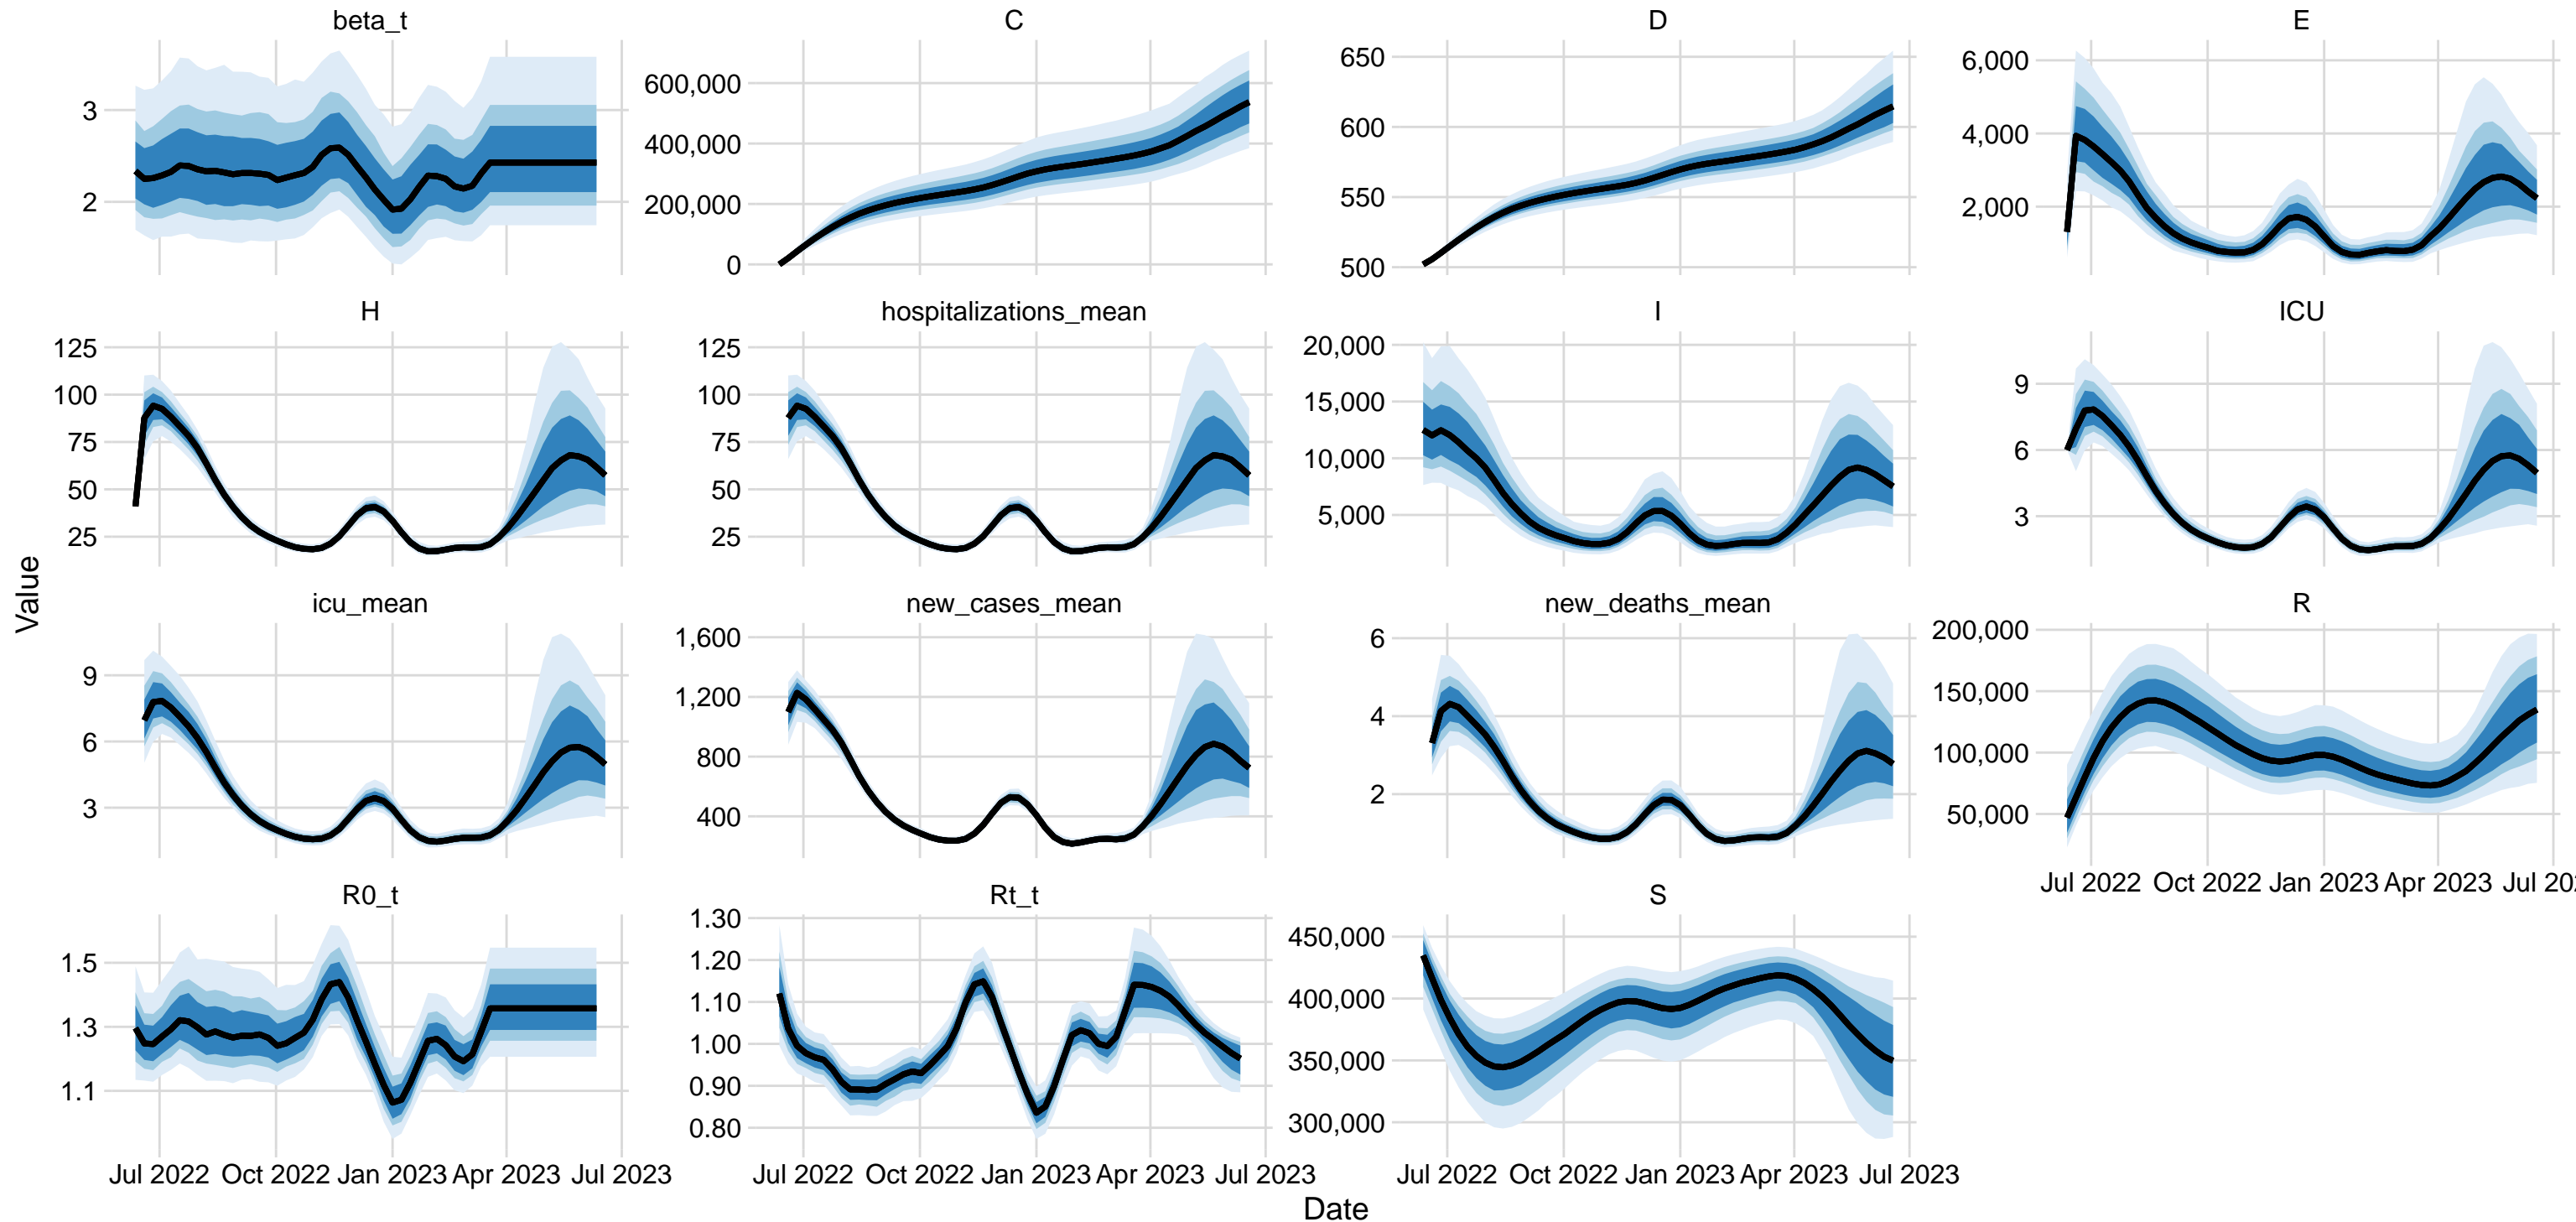 beta_t
C
D
E
3
2
600,000
400,000
200,000
0
650
600
550
500
6,000
4,000
2,000
H
hospitalizations_mean
I
ICU
125
100
75
50
25
125
100
75
50
25
20,000
15,000
10,000
5,000
9
6
3
Value
icu_mean
new_cases_mean
new_deaths_mean
R
9
6
3
1,600
1,200
800
400
6
4
2
200,000
150,000
100,000
50,000
Jul 2022 Oct 2022 Jan 2023 Apr 2023 Jul 202
R0_t
Rt_t
S
1.5
1.3
1.1
1.30
1.20
1.10
1.00
0.90
0.80
450,000
400,000
350,000
300,000
Jul 2022 Oct 2022 Jan 2023 Apr 2023 Jul 2023
Jul 2022 Oct 2022 Jan 2023 Apr 2023 Jul 2023
Jul 2022 Oct 2022 Jan 2023 Apr 2023 Jul 2023
Date